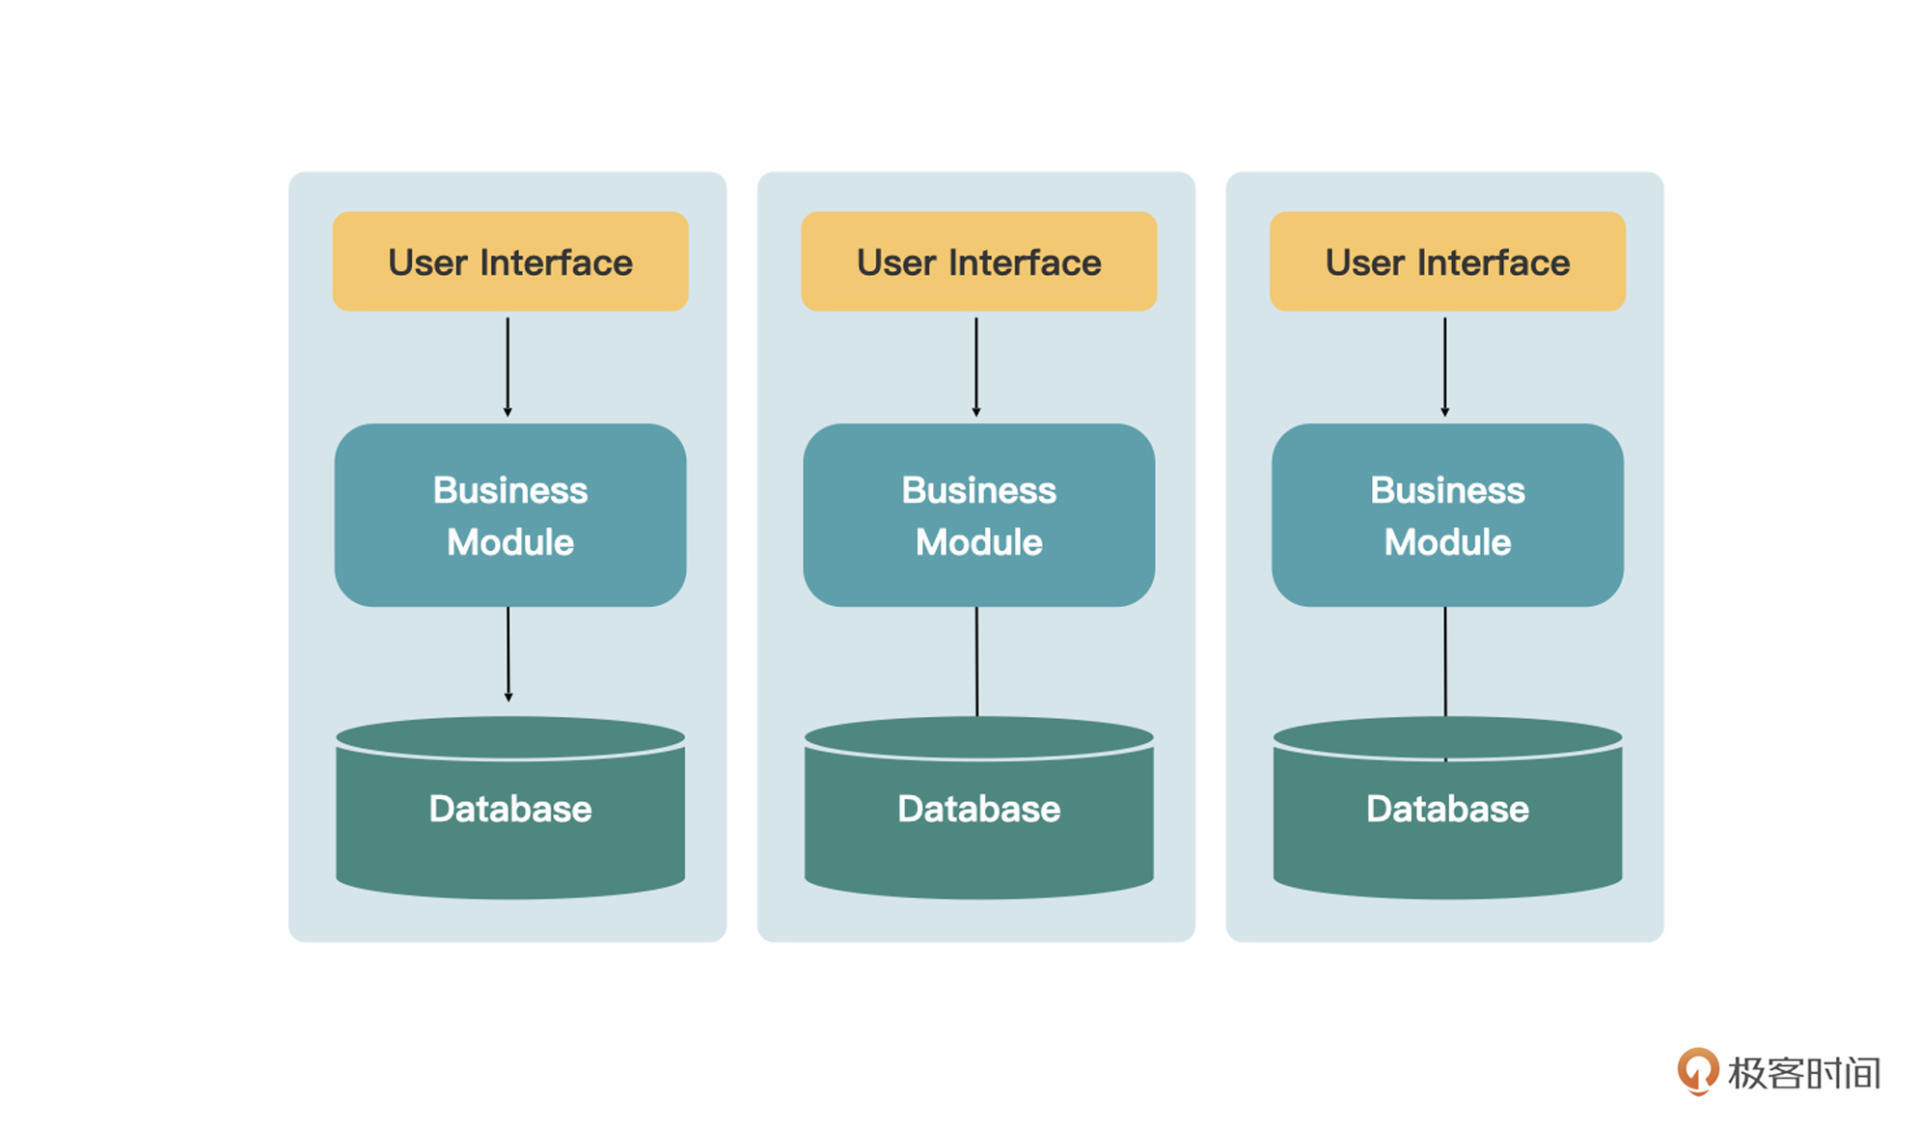 User Interface
User Interface
User Interface
Business
Module
Business
Module
Business
Module
Database
Database
Database
极客时间